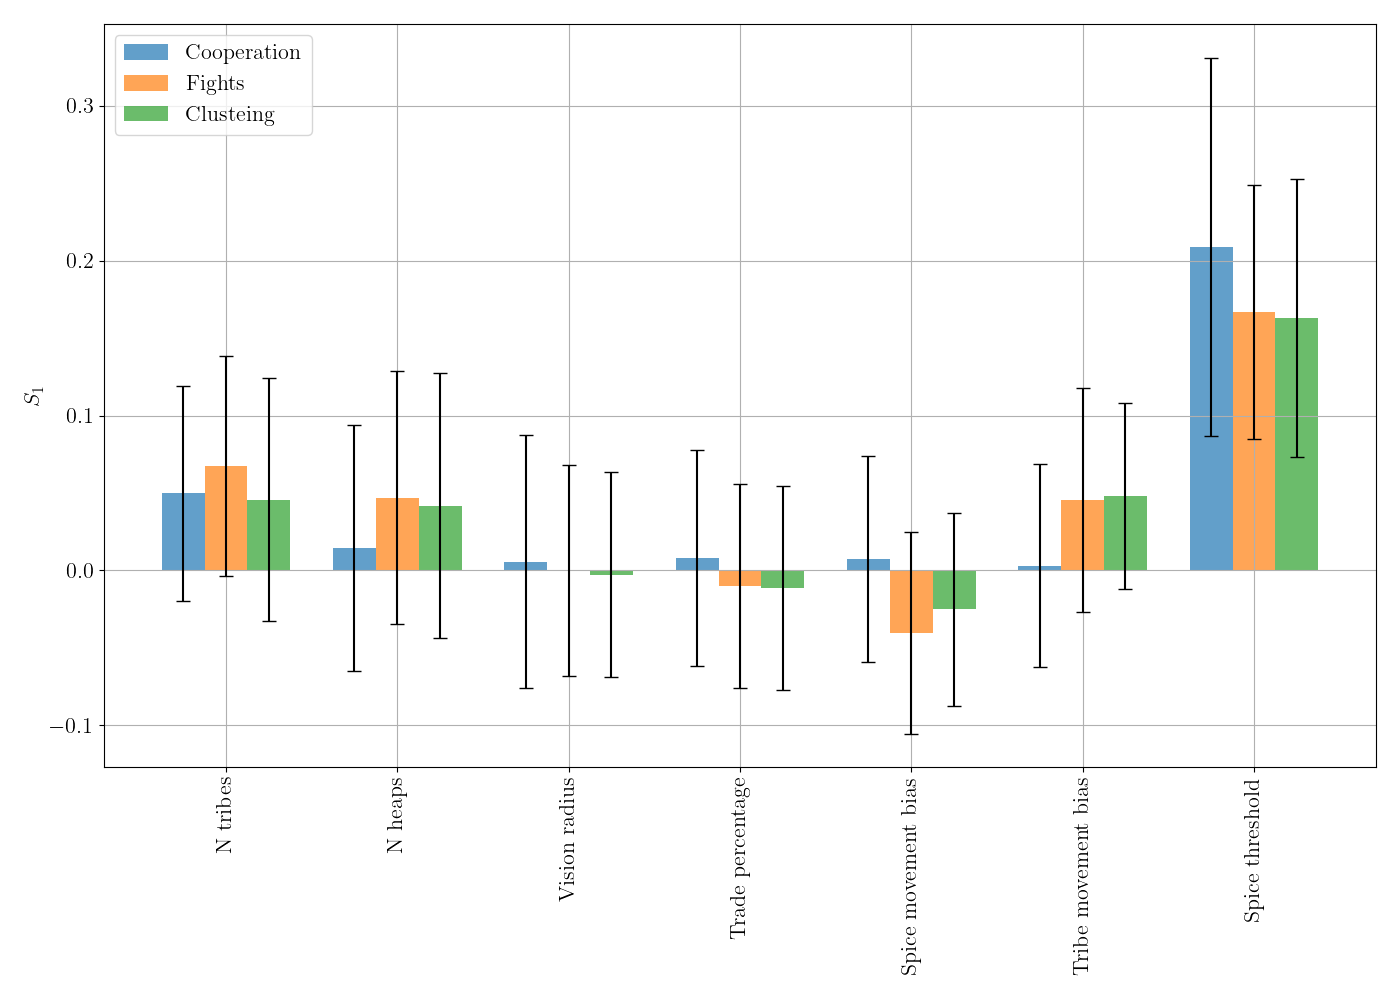 Cooperation
Fights
Clusteing
0.3
0.2
0.1
0.0
−0.1
S₁
N tribes
N heaps
Vision radius
Trade percentage
Spice movement bias
Tribe movement bias
Spice threshold